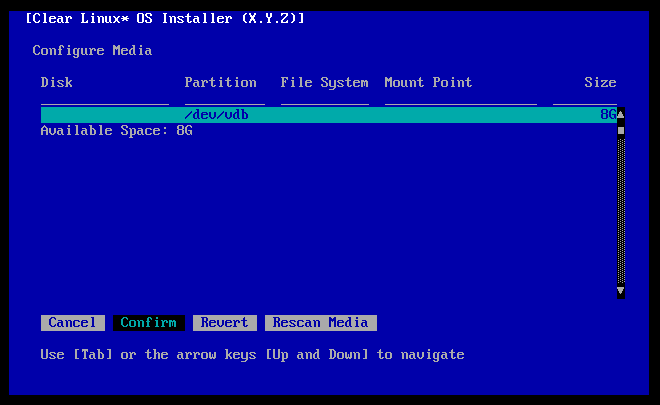 [Clear Linux* OS Installer (X.Y.Z)]
Configure Media
Disk Partition File System Mount Point Size
/dev/vdb 8G
Available Space: 8G
Cancel Confirm Revert Rescan Media
Use [Tab] or the arrow keys [Up and Down] to navigate